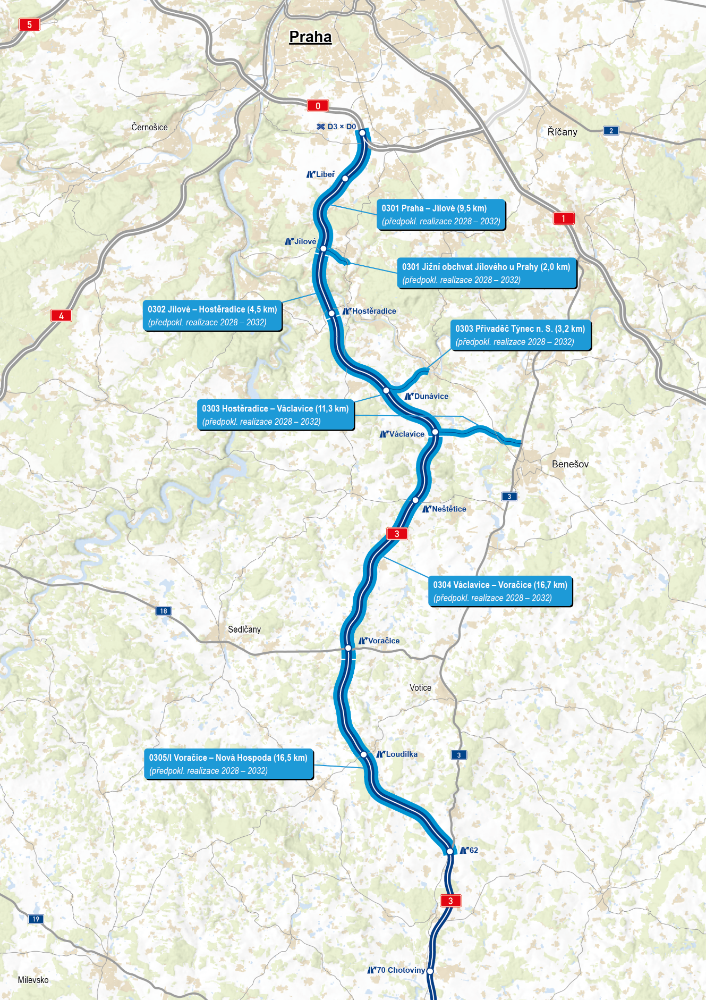 5
Praha
0
D3 × D0
Černošice
Říčany
2
Libeř
0301 Praha – Jílové (9,5 km)
(předpokl. realizace 2028 – 2032)
1
Jílové
0301 Jižní obchvat Jílového u Prahy (2,0 km)
(předpokl. realizace 2028 – 2032)
0302 Jílové – Hostěradice (4,5 km)
(předpokl. realizace 2028 – 2032)
4
Hostěradice
0303 Přivaděč Týnec n. S. (3,2 km)
(předpokl. realizace 2028 – 2032)
Dunávice
0303 Hostěradice – Václavice (11,3 km)
(předpokl. realizace 2028 – 2032)
Václavice
Benešov
3
Neštětice
3
0304 Václavice – Voračice (16,7 km)
(předpokl. realizace 2028 – 2032)
18
Sedlčany
Voračice
Votice
0305/I Voračice – Nová Hospoda (16,5 km)
(předpokl. realizace 2028 – 2032)
Loudilka
3
62
3
19
70 Chotoviny
Milevsko